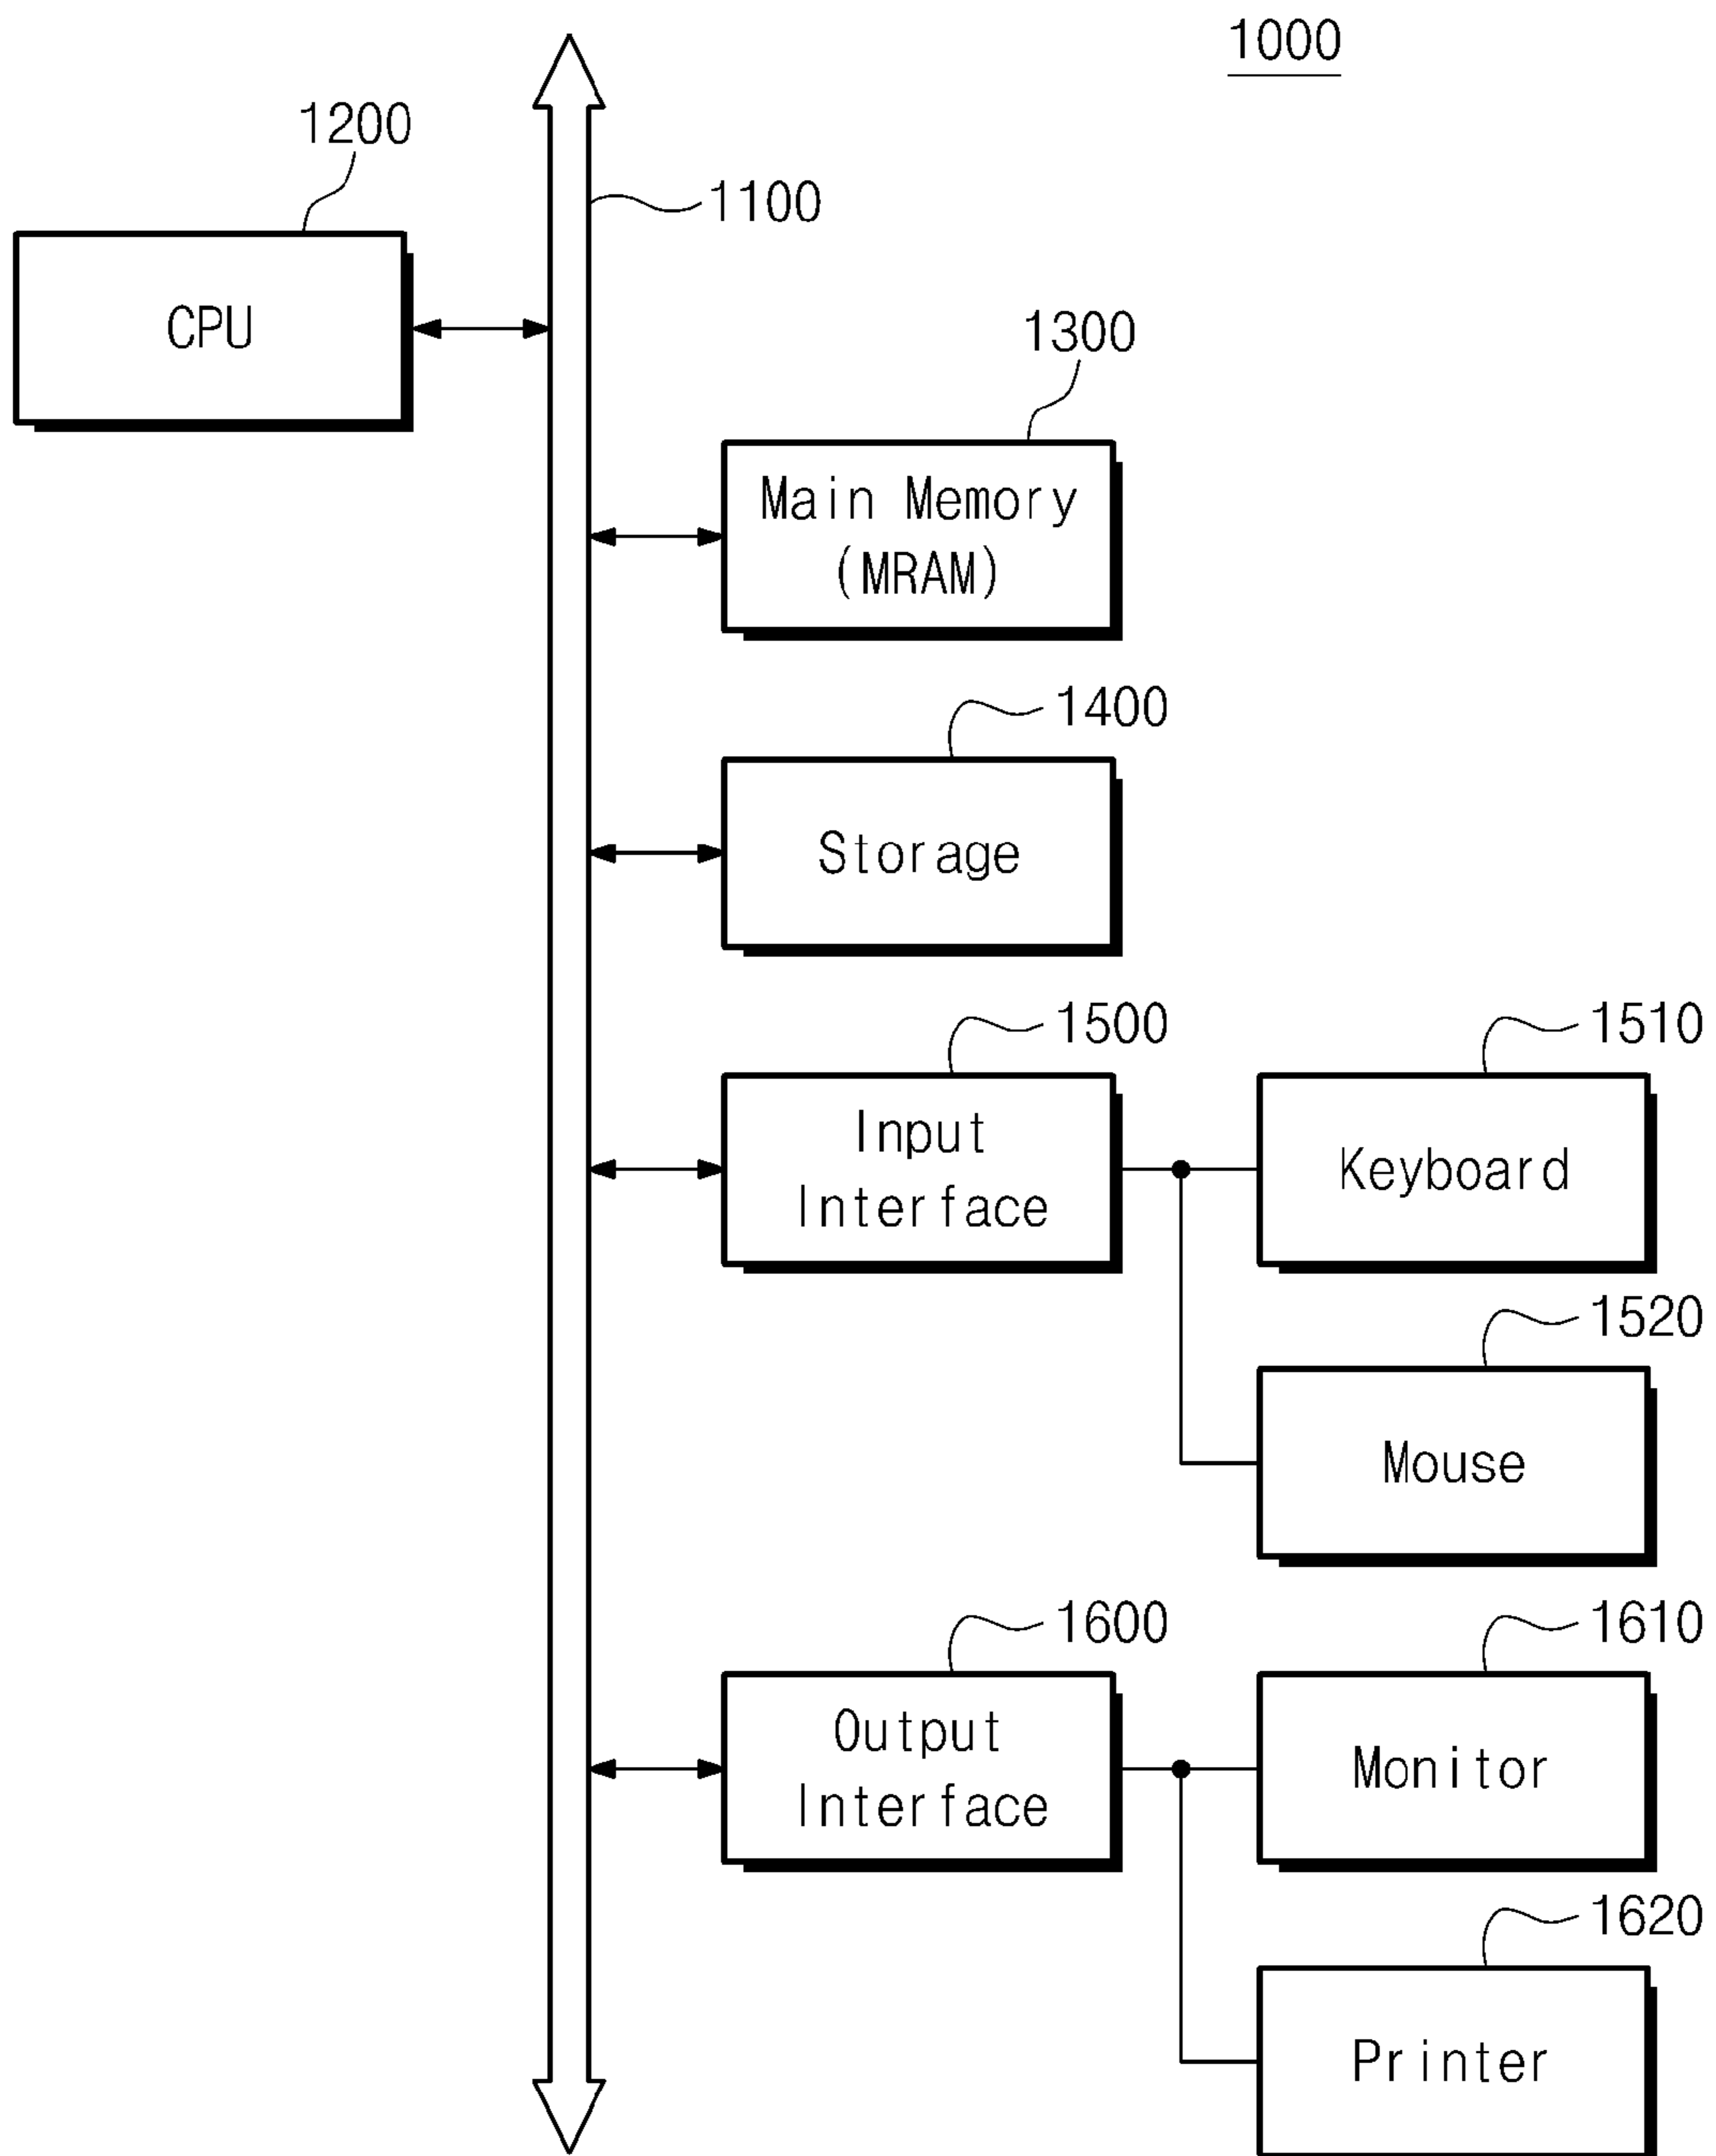 1000
1200
1100
CPU
1300
Main Memory
(MRAM)
1400
Storage
1500
1510
Input
Interface
Keyboard
1520
Mouse
1600
1610
Output
Interface
Monitor
1620
Printer